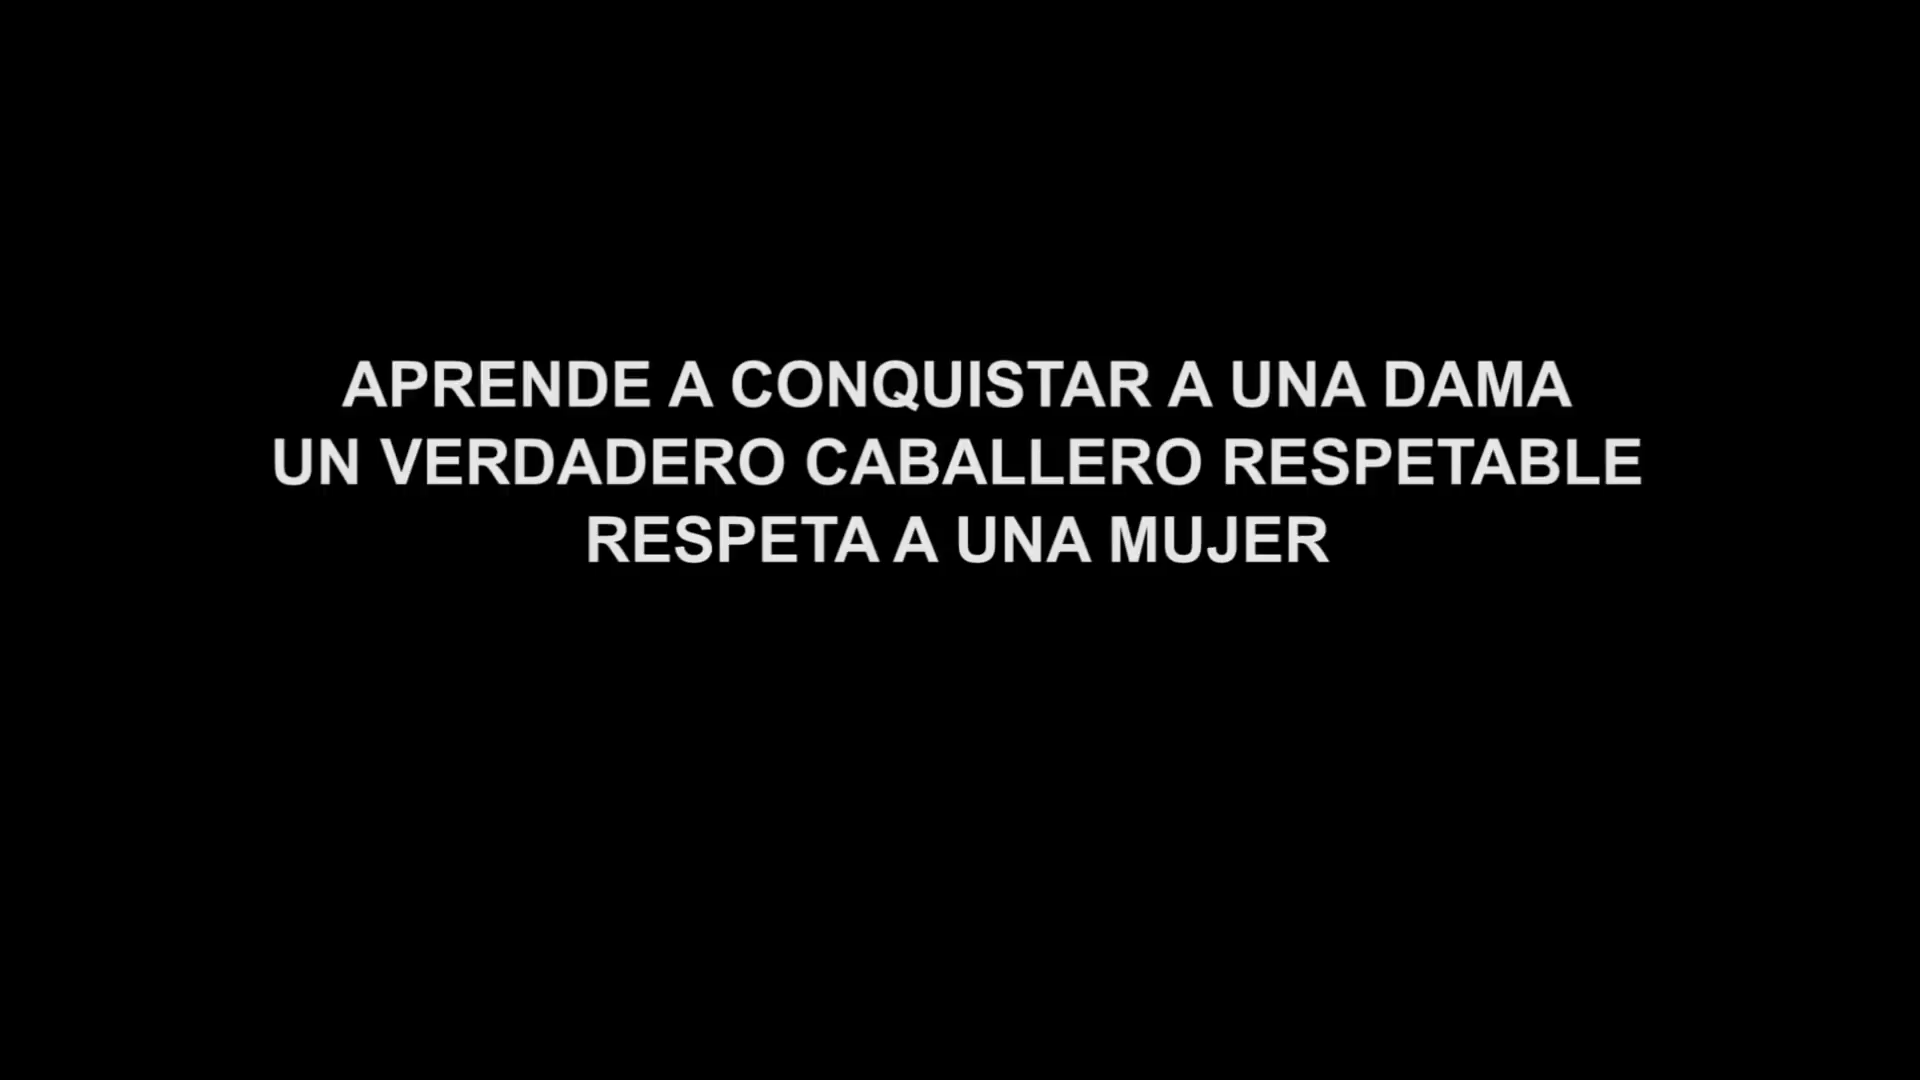 APRENDE A CONQUISTAR A UNA DAMA
UN VERDADERO CABALLERO RESPETABLE
RESPETA A UNA MUJER